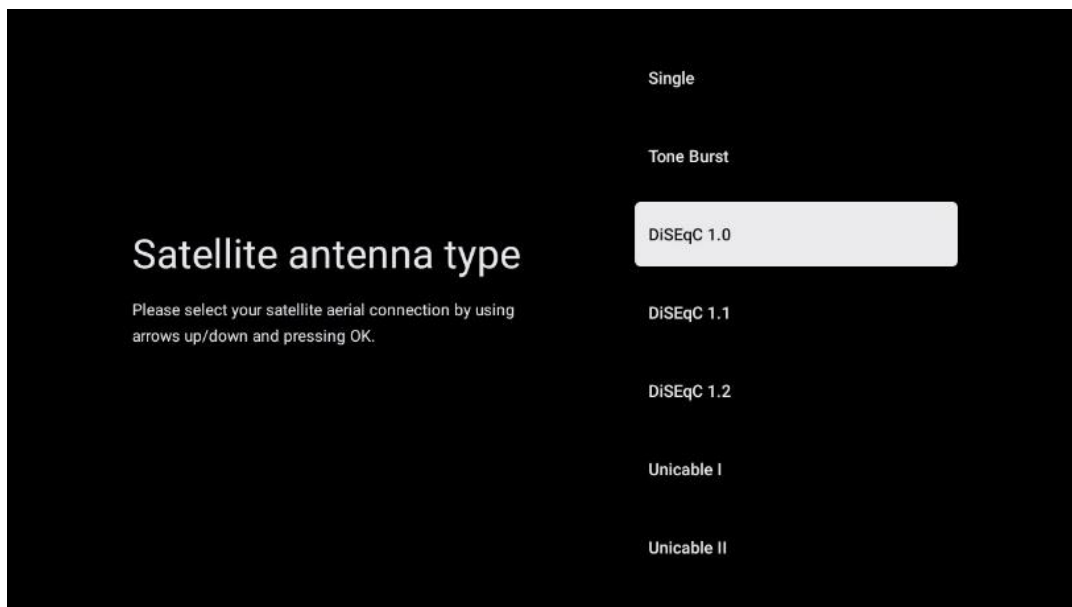 Satellite antenna type
Please select your satellite aerial connection by using
arrows up/down and pressing OK.
Single
Tone Burst
DiSEqC 1.0
DiSEqC 1.1
DiSEqC 1.2
Unicable I
Unicable II